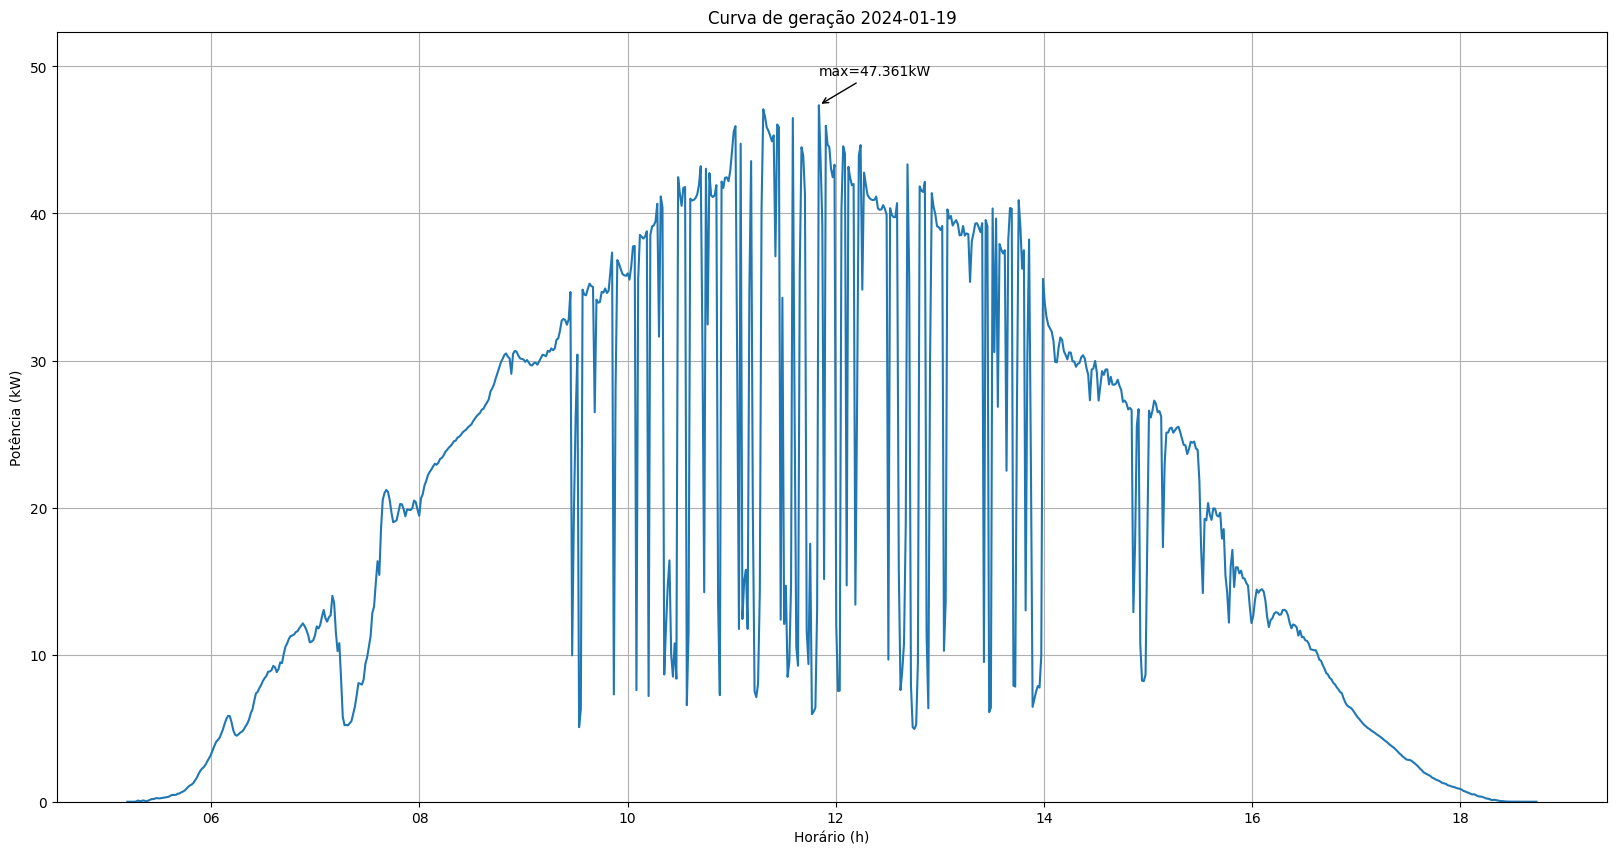 Curva de geração 2024-01-19
max=47.361kW
Potência (kW)
50
40
30
20
10
0
06 08 10 12 14 16 18
Horário (h)